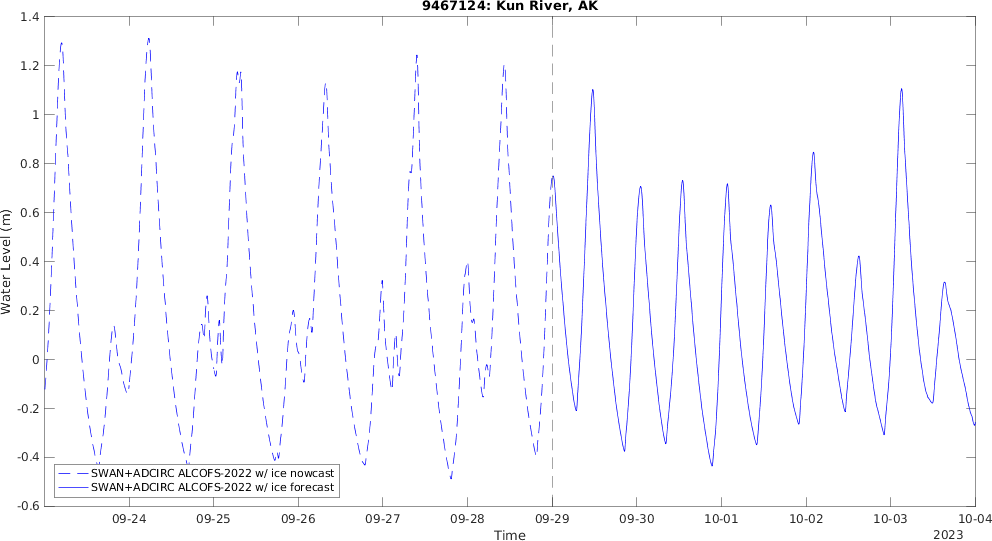 9467124: Kun River, AK
Water Level (m)
1.4
1.2
1
0.8
0.6
0.4
0.2
0
-0.2
-0.4
-0.6
SWAN+ADCIRC ALCOFS-2022 w/ ice nowcast
SWAN+ADCIRC ALCOFS-2022 w/ ice forecast
09-24 09-25 09-26 09-27 09-28 09-29 09-30 10-01 10-02 10-03 10-04
Time
2023